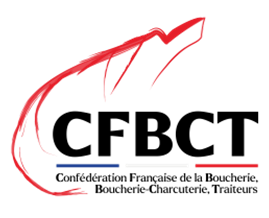 CFBCT
Confédération Française de la Boucherie,
Boucherie-Charcuterie, Traiteurs